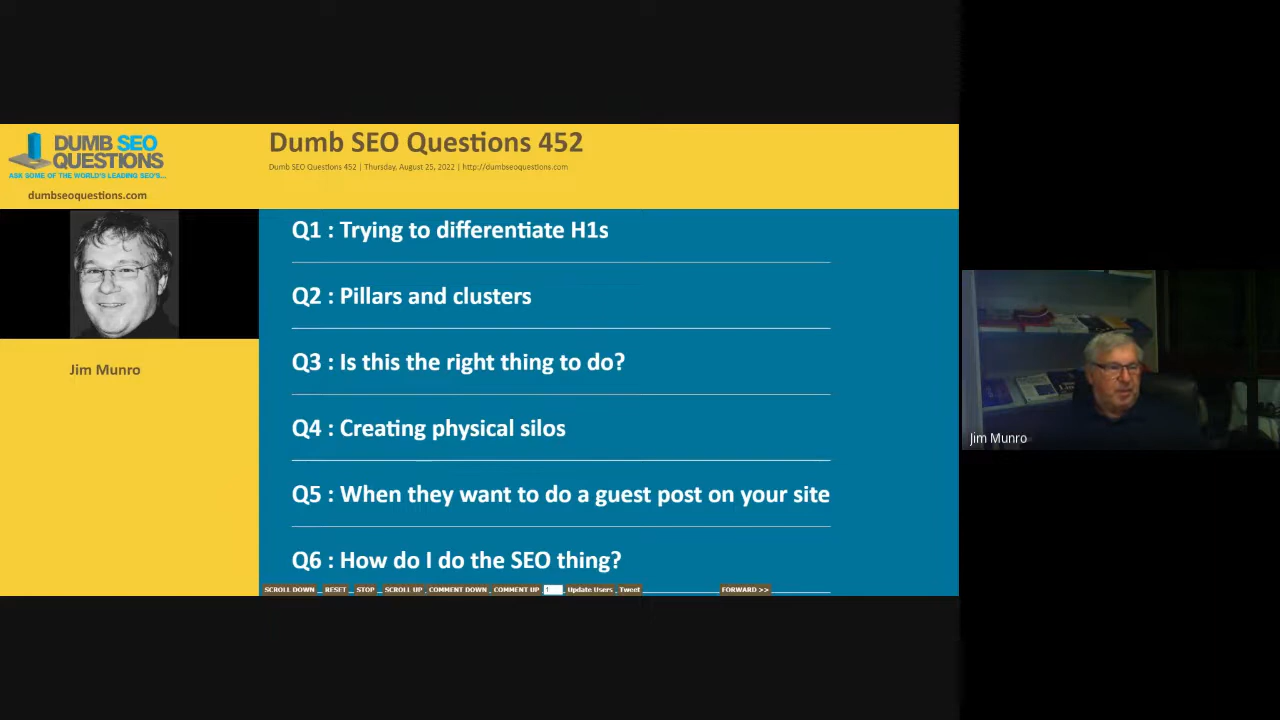 DUMB SEO
QUESTIONS
ASK SOME OF THE WORLD'S LEADING SEO'S...
dumbseoquestions.com
Dumb SEO Questions 452
Dumb SEO Questions 452 | Thursday, August 25, 2022 | http://dumbseoquestions.com
Jim Munro
Q1 : Trying to differentiate H1s
Q2 : Pillars and clusters
Q3 : Is this the right thing to do?
Q4 : Creating physical silos
Q5 : When they want to do a guest post on your site
Q6 : How do I do the SEO thing?
SCROLL DOWN RESET STOP SCROLL UP COMMENT DOWN COMMENT UP 1 Update Users Tweet FORWARD >>
Jim Munro